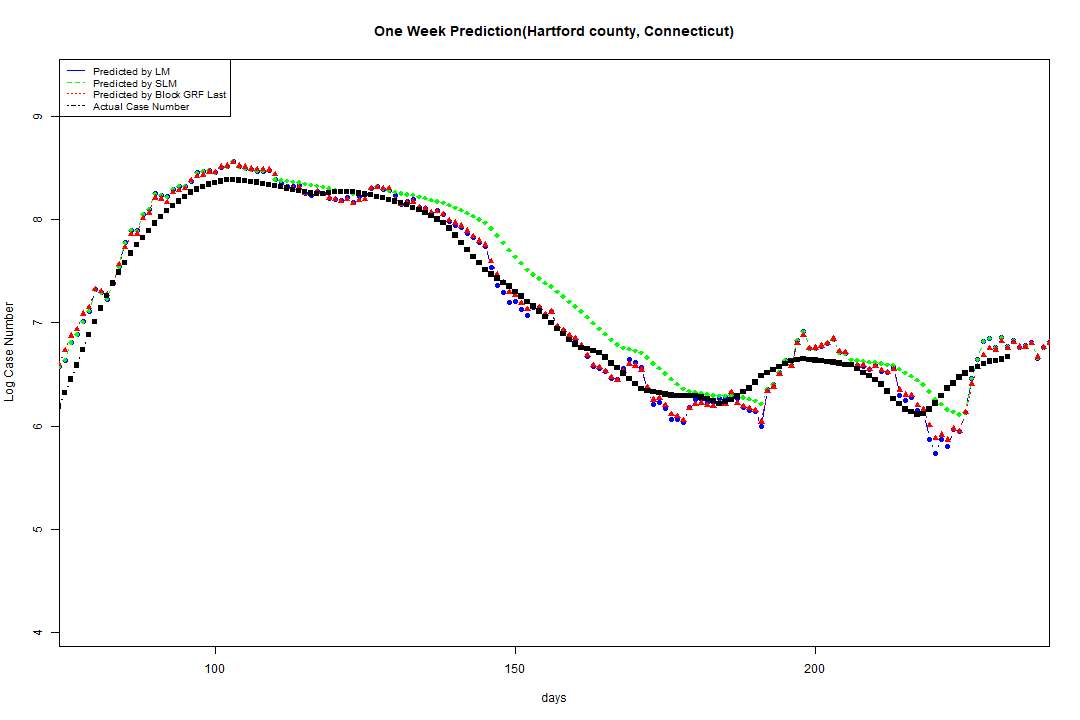 One Week Prediction(Hartford county, Connecticut)
Predicted by LM
Predicted by SLM
Predicted by Block GRF Last
Actual Case Number
9
8
7
6
5
4
Log Case Number
100 150 200
days